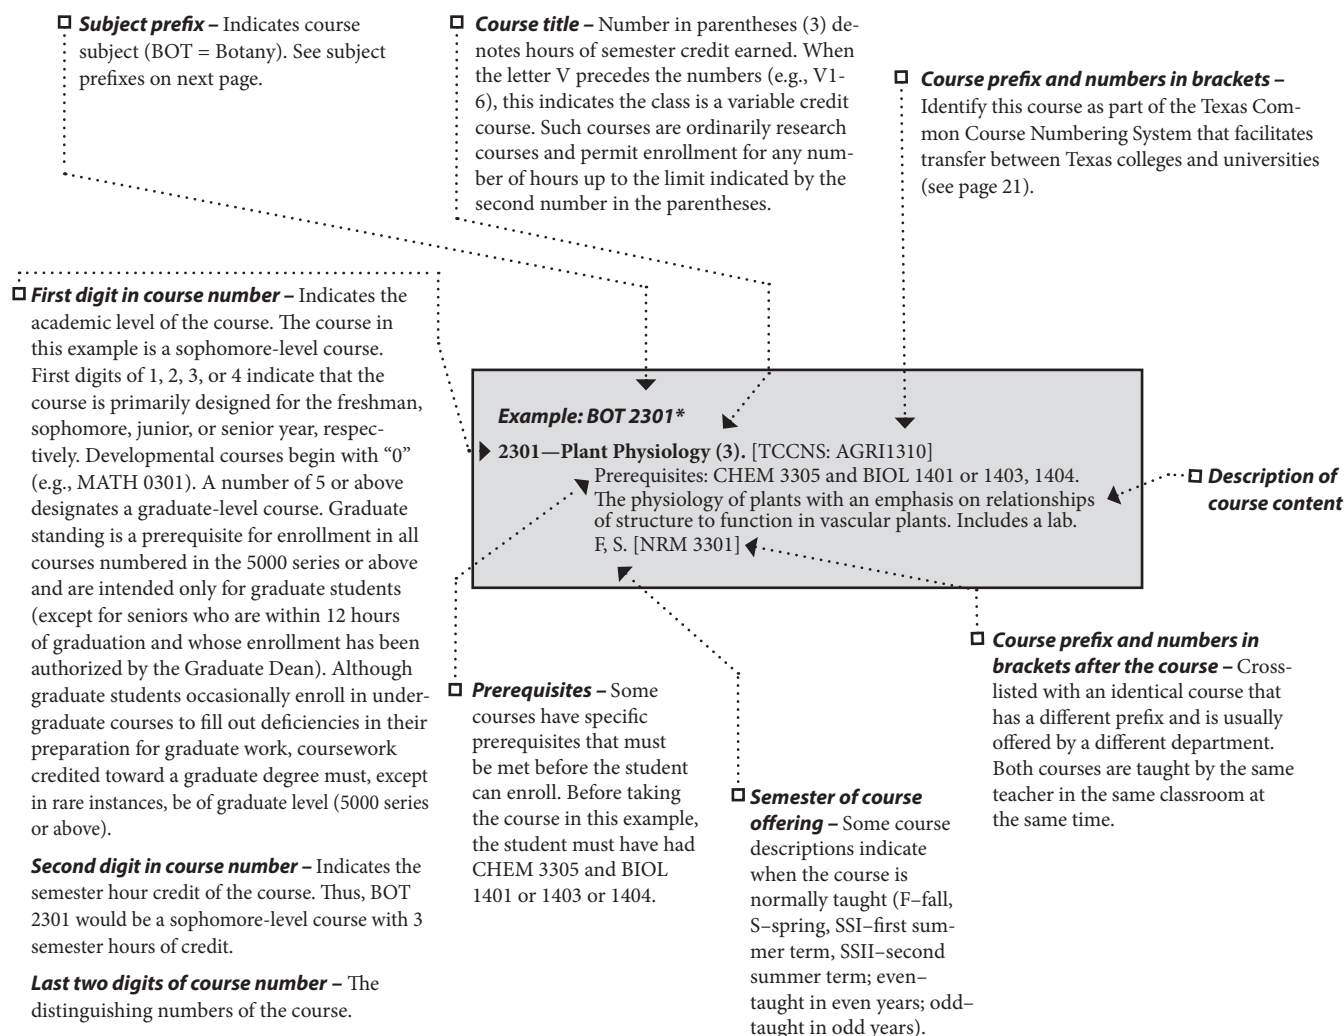 Subject prefix – Indicates course
subject (BOT = Botany). See subject
prefixes on next page.
Course title – Number in parentheses (3) de-
notes hours of semester credit earned. When
the letter V precedes the numbers (e.g., V1-
6), this indicates the class is a variable credit
course. Such courses are ordinarily research
courses and permit enrollment for any num-
ber of hours up to the limit indicated by the
second number in the parentheses.
Course prefix and numbers in brackets –
Identify this course as part of the Texas Com-
mon Course Numbering System that facilitates
transfer between Texas colleges and universities
(see page 21).
First digit in course number – Indicates the
academic level of the course. The course in
this example is a sophomore-level course.
First digits of 1, 2, 3, or 4 indicate that the
course is primarily designed for the freshman,
sophomore, junior, or senior year, respec-
tively. Developmental courses begin with “0”
(e.g., MATH 0301). A number of 5 or above
designates a graduate-level course. Graduate
standing is a prerequisite for enrollment in all
courses numbered in the 5000 series or above
and are intended only for graduate students
(except for seniors who are within 12 hours
of graduation and whose enrollment has been
authorized by the Graduate Dean). Although
graduate students occasionally enroll in under-
graduate courses to fill out deficiencies in their
preparation for graduate work, coursework
credited toward a graduate degree must, except
in rare instances, be of graduate level (5000 series
or above).
Second digit in course number – Indicates the
semester hour credit of the course. Thus, BOT
2301 would be a sophomore-level course with 3
semester hours of credit.
Last two digits of course number – The
distinguishing numbers of the course.
Example: BOT 2301*
2301—Plant Physiology (3). [TCCNS: AGRI1310]
Prerequisites: CHEM 3305 and BIOL 1401 or 1403, 1404.
The physiology of plants with an emphasis on relationships
of structure to function in vascular plants. Includes a lab.
F, S. [NRM 3301]
Description of
course content
Prerequisites – Some
courses have specific
prerequisites that must
be met before the student
can enroll. Before taking
the course in this example,
the student must have had
CHEM 3305 and BIOL
1401 or 1403 or 1404.
Semester of course
offering – Some course
descriptions indicate
when the course is
normally taught (F–fall,
S–spring, SSI–first sum-
mer term, SSII–second
summer term; even–
taught in even years; odd–
taught in odd years).
Course prefix and numbers in
brackets after the course – Cross-
listed with an identical course that
has a different prefix and is usually
offered by a different department.
Both courses are taught by the same
teacher in the same classroom at
the same time.